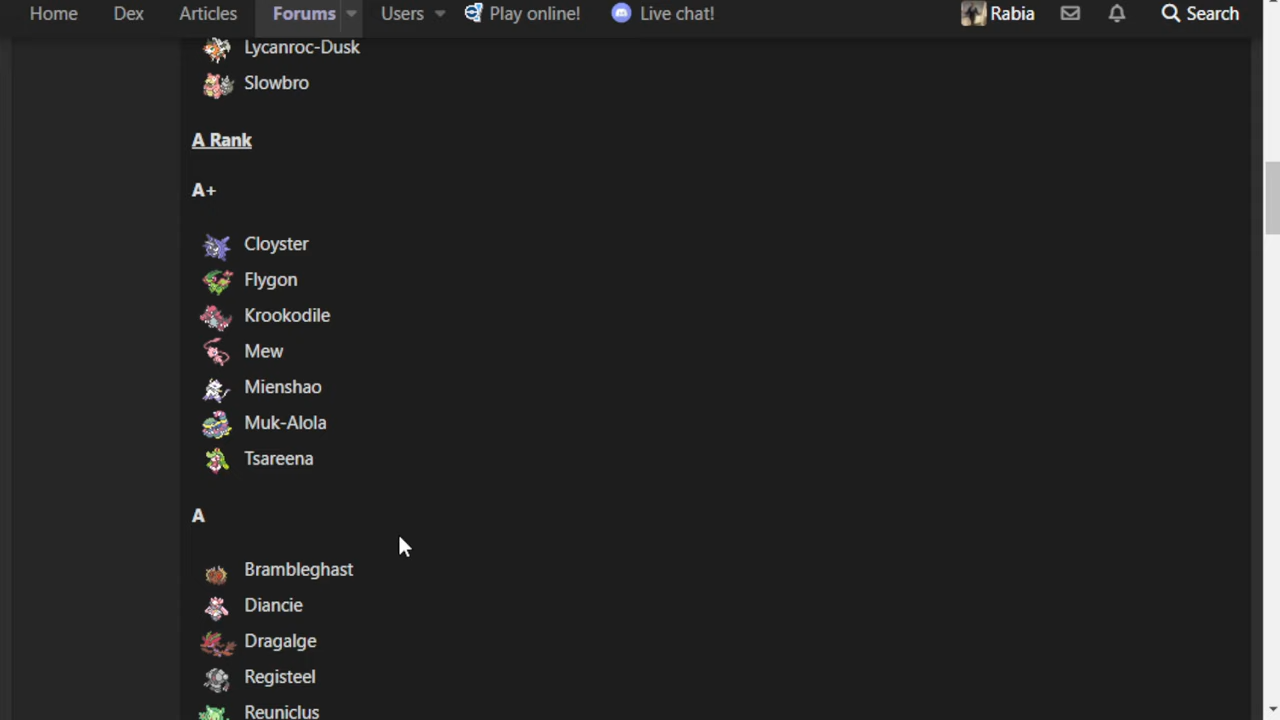 Home Dex Articles Forums Users Play online! Live chat! Rabia Search
Lycanroc-Dusk
Slowbro
A Rank
A+
Cloyster
Flygon
Krookodile
Mew
Mienshao
Muk-Alola
Tsareena
A
Brambleghast
Diancie
Dragalge
Registeel
Reuniclus